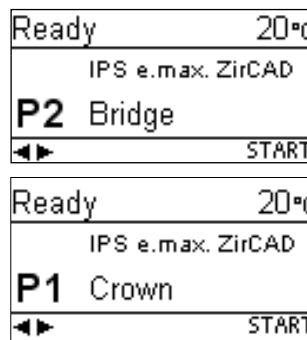 Ready 20°c
IPS e.max. ZirCAD
P2 Bridge
START
Ready 20°c
IPS e.max. ZirCAD
P1 Crown
START